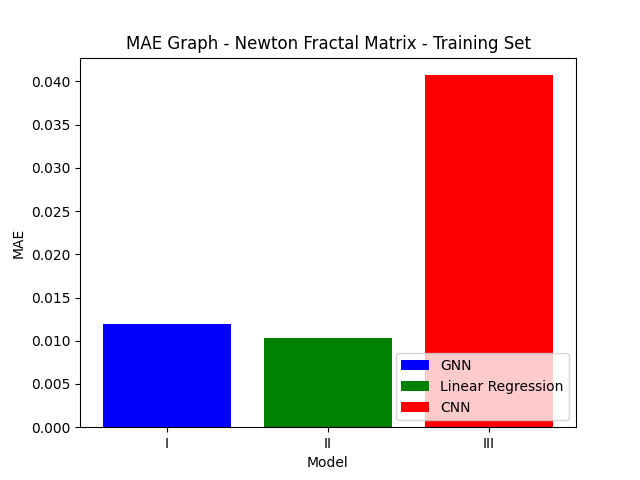 MAE Graph - Newton Fractal Matrix - Training Set
0.040
0.035
0.030
0.025
0.020
0.015
0.010
0.005
0.000
MAE
GNN
Linear Regression
CNN
I
II
III
Model